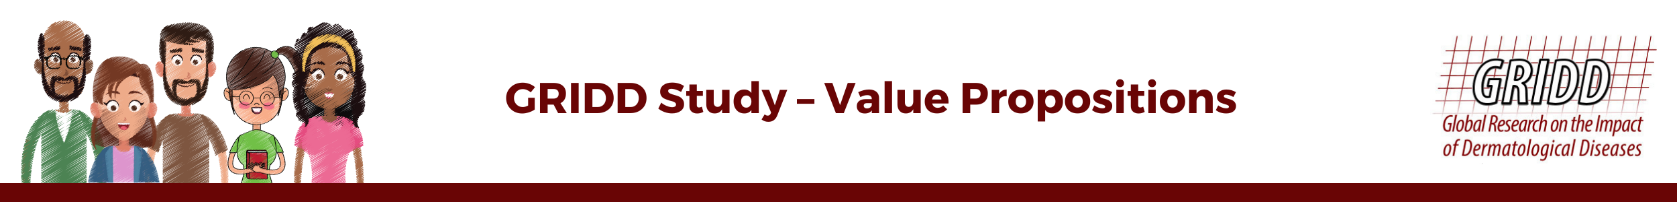 GRIDD Study – Value Propositions
GRIDD
Global Research on the Impact
of Dermatological Diseases